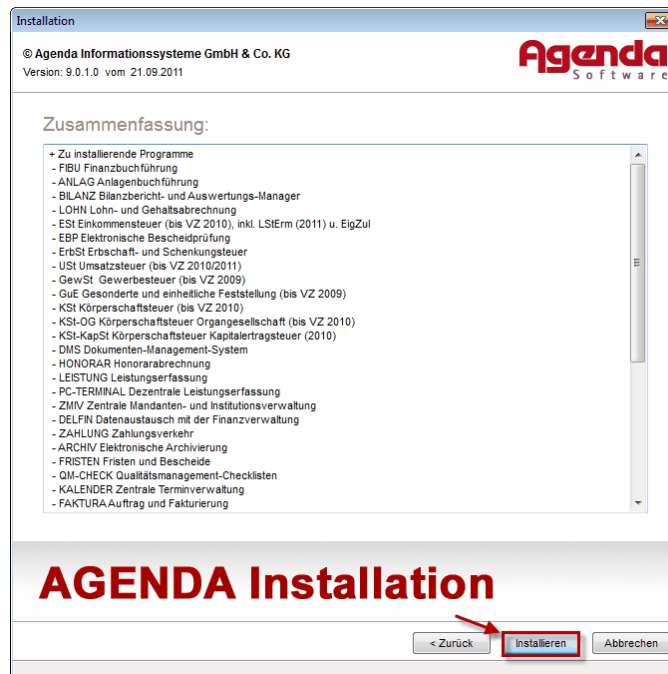 Installation
© Agenda Informationssysteme GmbH & Co. KG
Version: 9.0.1.0 vom 21.09.2011
Agenda
Software
Zusammenfassung:
+ Zu installierende Programme
- FIBU Finanzbuchführung
- ANLAG Anlagenbuchführung
- BILANZ Bilanzbericht- und Auswertungs-Manager
- LOHN Lohn- und Gehaltsabrechnung
- ESt Einkommensteuer (bis VZ 2010), inkl. LStErm (2011) u. EigZul
- EBP Elektronische Bescheidprüfung
- ErbSt Erbschaft- und Schenkungsteuer
- USt Umsatzsteuer (bis VZ 2010/2011)
- GewSt Gewerbesteuer (bis VZ 2009)
- GuE Gesonderte und einheitliche Feststellung (bis VZ 2009)
- KSt Körperschaftsteuer (bis VZ 2010)
- KSt-OG Körperschaftsteuer Organgesellschaft (bis VZ 2010)
- KSt-KapSt Körperschaftsteuer Kapitalertragsteuer (2010)
- DMS Dokumenten-Management-System
- HONORAR Honorarabrechnung
- LEISTUNG Leistungserfassung
- PC-TERMINAL Dezentrale Leistungserfassung
- ZMIV Zentrale Mandanten- und Institutionsverwaltung
- DELFIN Datenaustausch mit der Finanzverwaltung
- ZAHLUNG Zahlungsverkehr
- ARCHIV Elektronische Archivierung
- FRISTEN Fristen und Bescheide
- QM-CHECK Qualitätsmanagement-Checklisten
- KALENDER Zentrale Terminverwaltung
- FAKTURA Auftrag und Fakturierung
AGENDA Installation
< Zurück
Installieren
Abbrechen